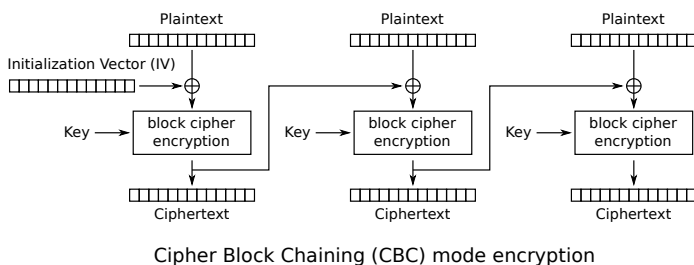 Plaintext
Plaintext
Plaintext
Initialization Vector (IV)
Key
block cipher
encryption
Key
block cipher
encryption
Key
block cipher
encryption
Ciphertext
Ciphertext
Ciphertext
Cipher Block Chaining (CBC) mode encryption